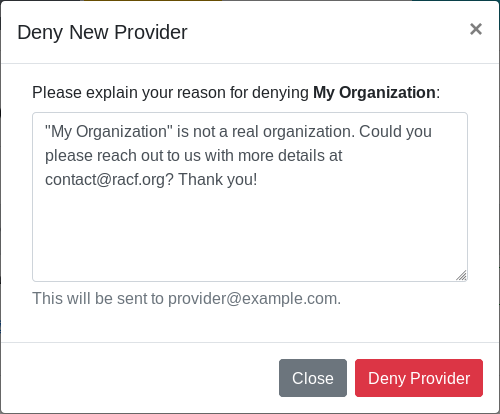 Deny New Provider
×
Please explain your reason for denying My Organization:
"My Organization" is not a real organization. Could you
please reach out to us with more details at
contact@racf.org? Thank you!
This will be sent to provider@example.com.
Close
Deny Provider